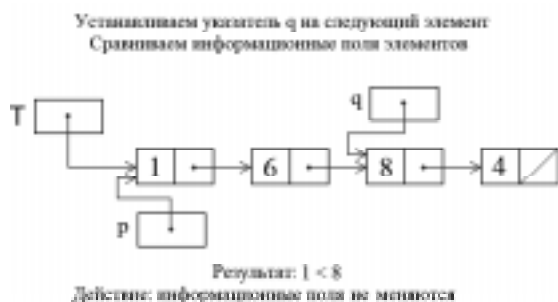 Устанавливаем указатель q на следующий элемент
Сравниваем информационные поля элементов
T
q
1
6
8
4
p
Результат: 1 < 8
Действие: информационные поля не меняются